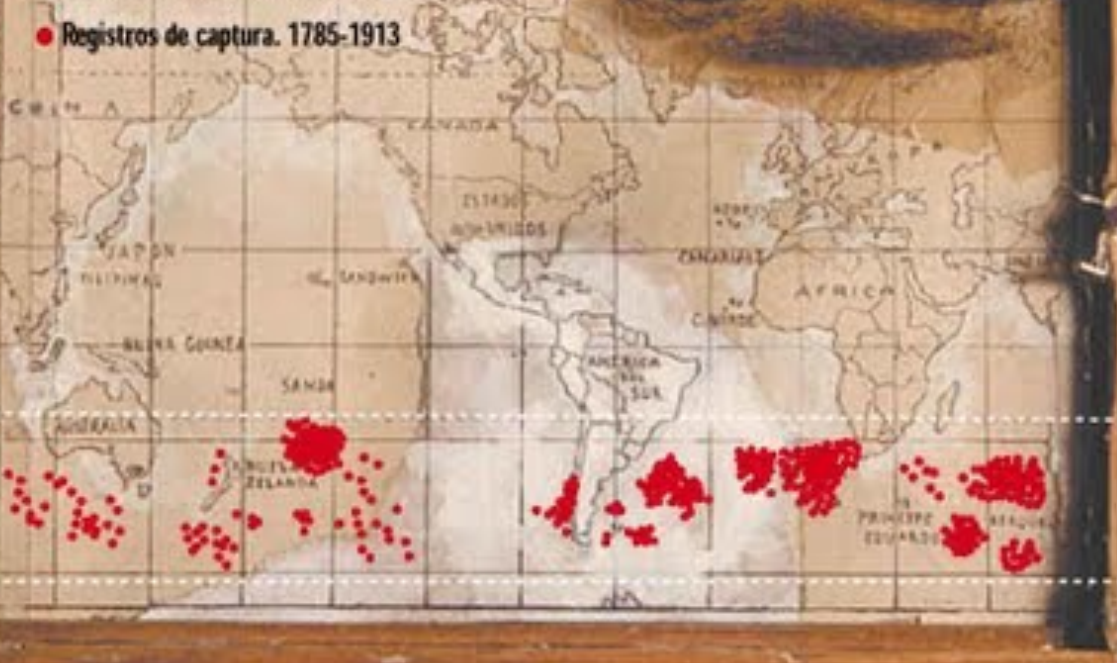 Registros de captura. 1785-1913
CHINA
CANADA
EUROPA
ESTADOS
AZORES
JAPON
CANARIAS
FILIPINAS
SANDWICH
AFRICA
C. VERDE
NUEVA GUINEA
AMERICA
DEL
SUR
SAMOA
AUSTRALIA
NUEVA
ZELANDA
PRINCIPE
EDUARDO